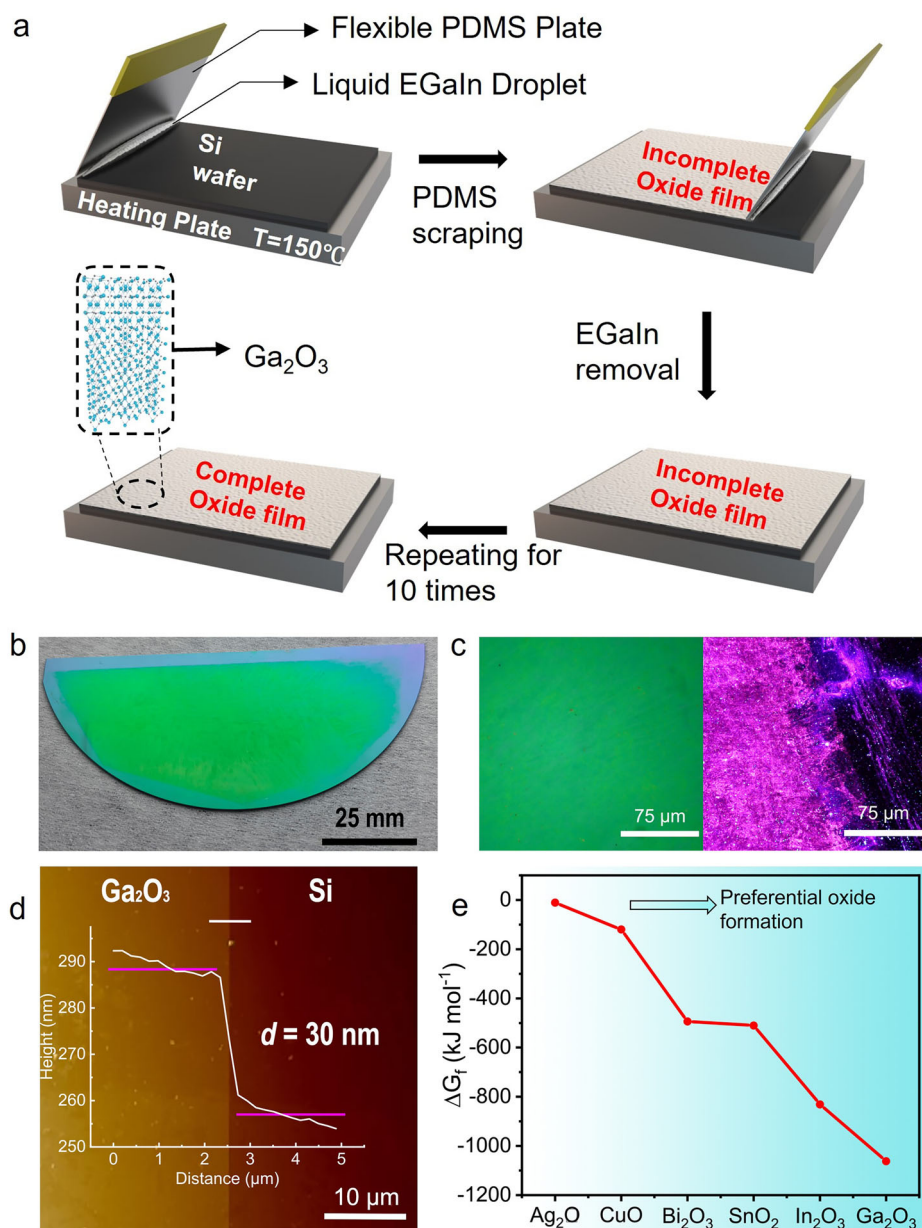 a
Flexible PDMS Plate
Liquid EGaIn Droplet
Si
wafer
Heating Plate T=150℃
PDMS
scraping
Incomplete
Oxide film
EGaIn
removal
Ga₂O₃
Complete
Oxide film
Repeating for
10 times
Incomplete
Oxide film
b
25 mm
c
75 μm
75 μm
d
Ga₂O₃
Si
d = 30 nm
Height (nm)
290
280
270
260
250
0
1
2
3
4
5
Distance (μm)
10 μm
e
Preferential oxide
formation
ΔG_f (kJ mol⁻¹)
0
-200
-400
-600
-800
-1000
-1200
Ag₂O
CuO
Bi₂O₃
SnO₂
In₂O₃
Ga₂O₃